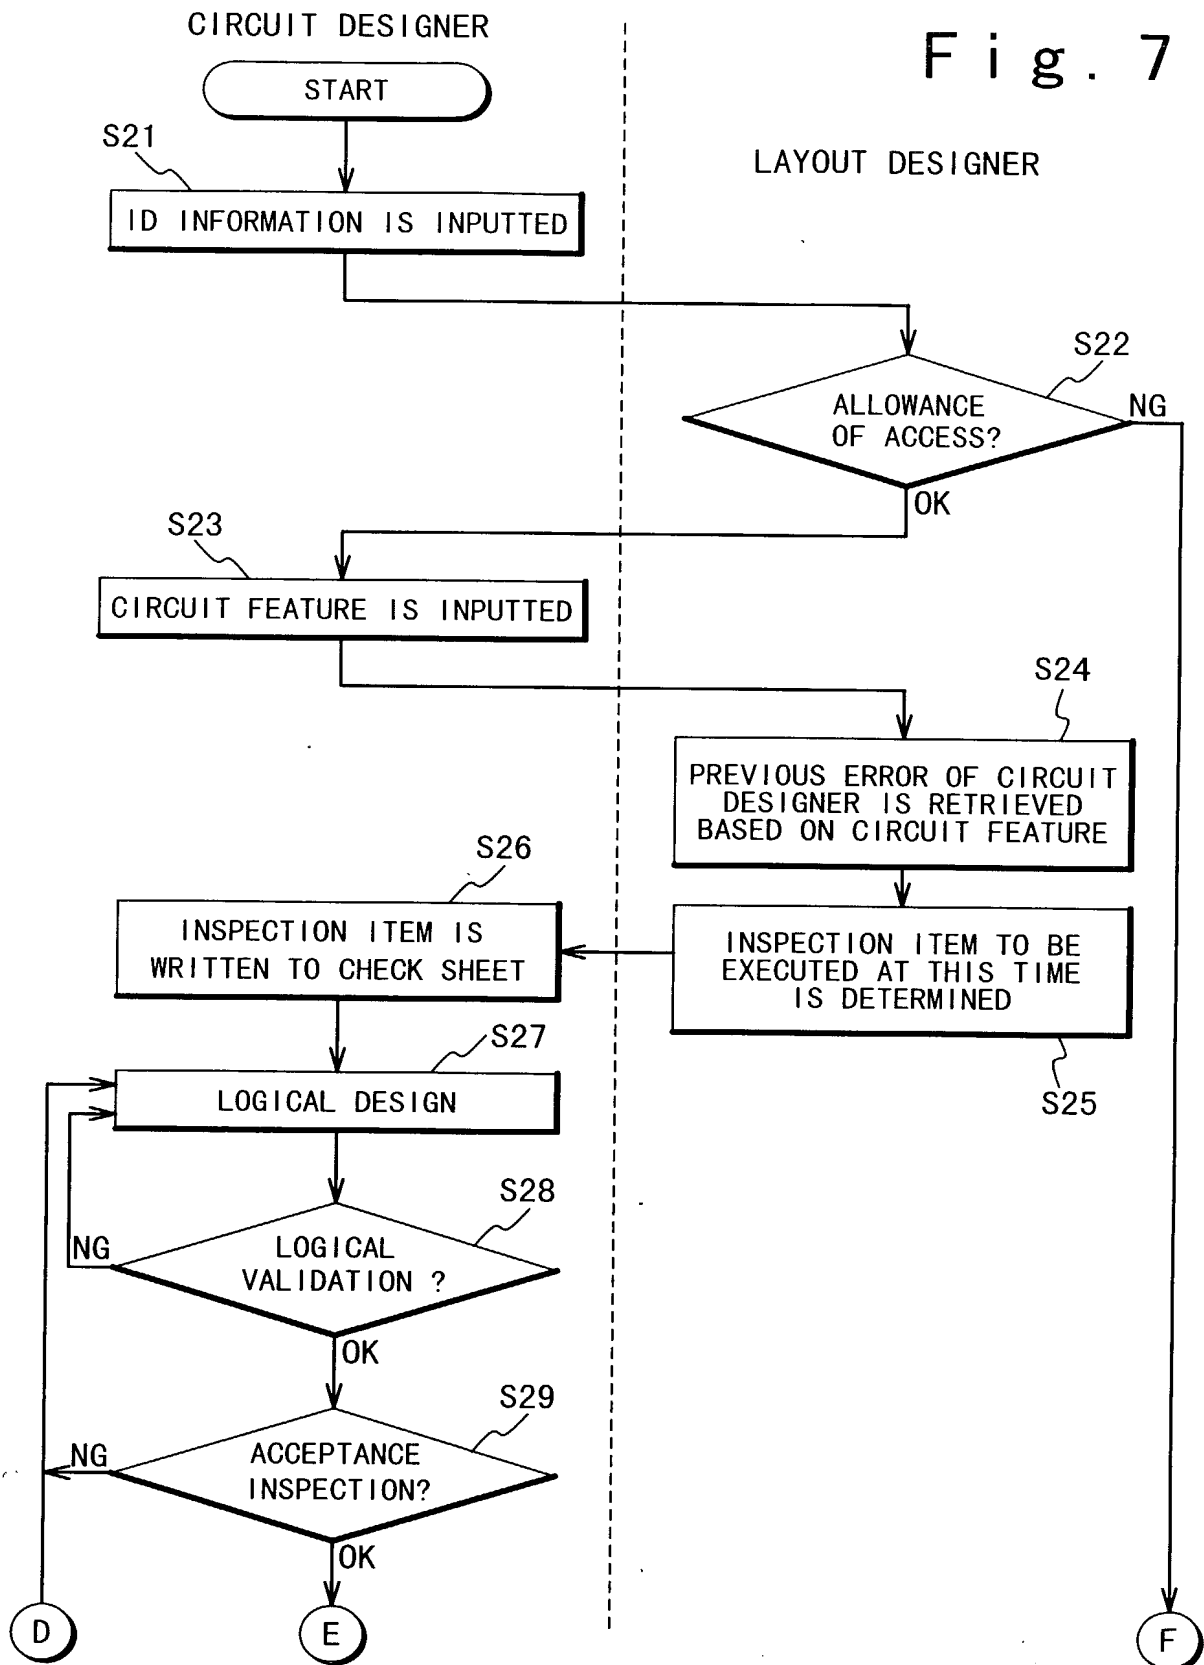 CIRCUIT DESIGNER
Fig. 7
START
S21
LAYOUT DESIGNER
ID INFORMATION IS INPUTTED
S22
ALLOWANCE
OF ACCESS?
NG
OK
S23
CIRCUIT FEATURE IS INPUTTED
S24
PREVIOUS ERROR OF CIRCUIT
DESIGNER IS RETRIEVED
BASED ON CIRCUIT FEATURE
S26
INSPECTION ITEM IS
WRITTEN TO CHECK SHEET
INSPECTION ITEM TO BE
EXECUTED AT THIS TIME
IS DETERMINED
S25
S27
LOGICAL DESIGN
S28
LOGICAL
VALIDATION ?
NG
OK
S29
ACCEPTANCE
INSPECTION?
NG
OK
D
E
F